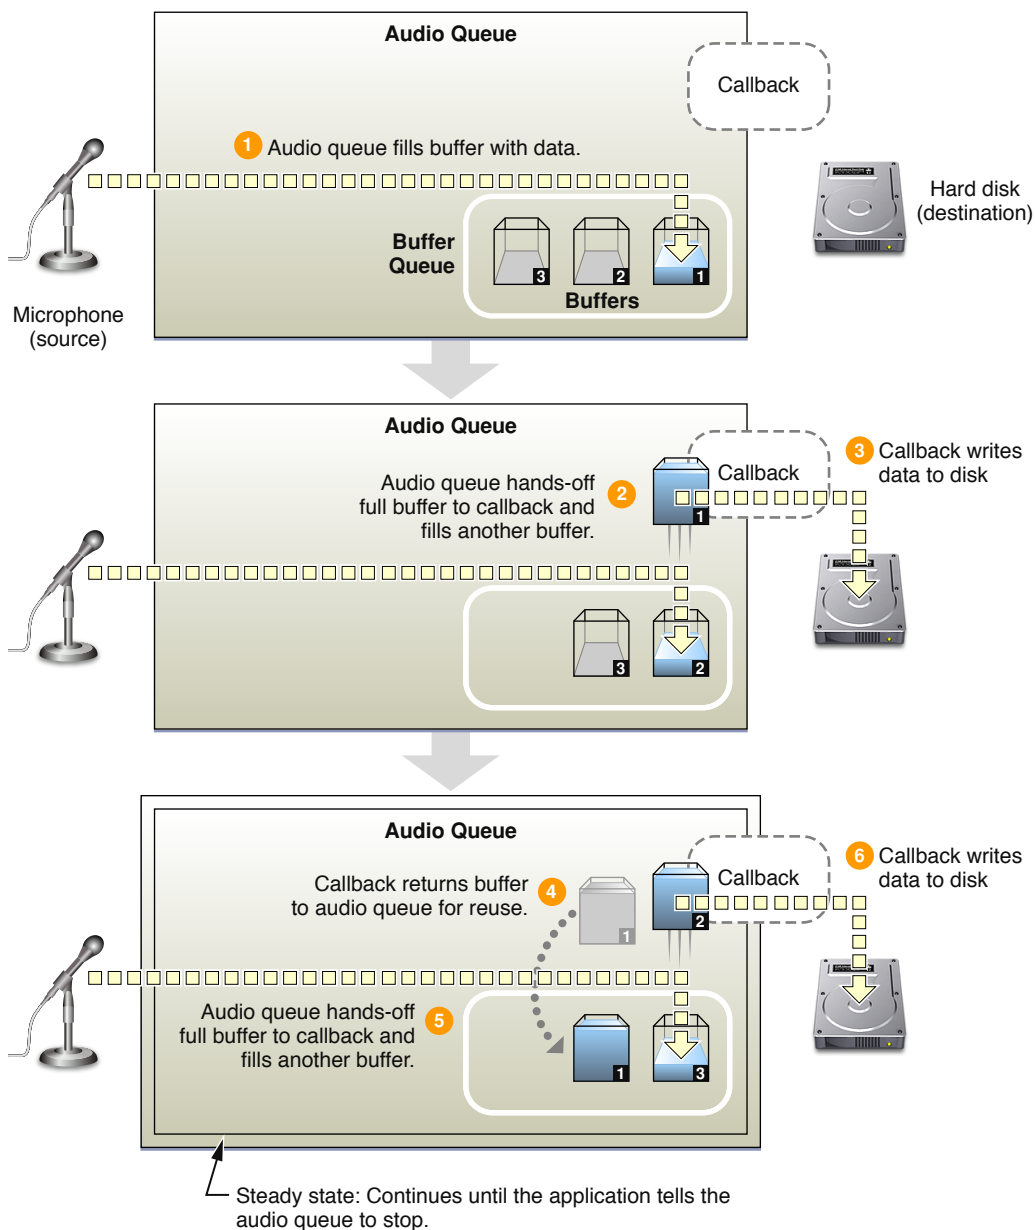 Audio Queue
Callback
1 Audio queue fills buffer with data.
Hard disk
(destination)
Buffer
Queue
3
2
1
Buffers
Microphone
(source)
Audio Queue
Callback
3 Callback writes
data to disk
2 Audio queue hands-off
full buffer to callback and
fills another buffer.
1
3
2
Audio Queue
Callback
6 Callback writes
data to disk
4 Callback returns buffer
to audio queue for reuse.
1
2
5 Audio queue hands-off
full buffer to callback and
fills another buffer.
1
3
Steady state: Continues until the application tells the
audio queue to stop.